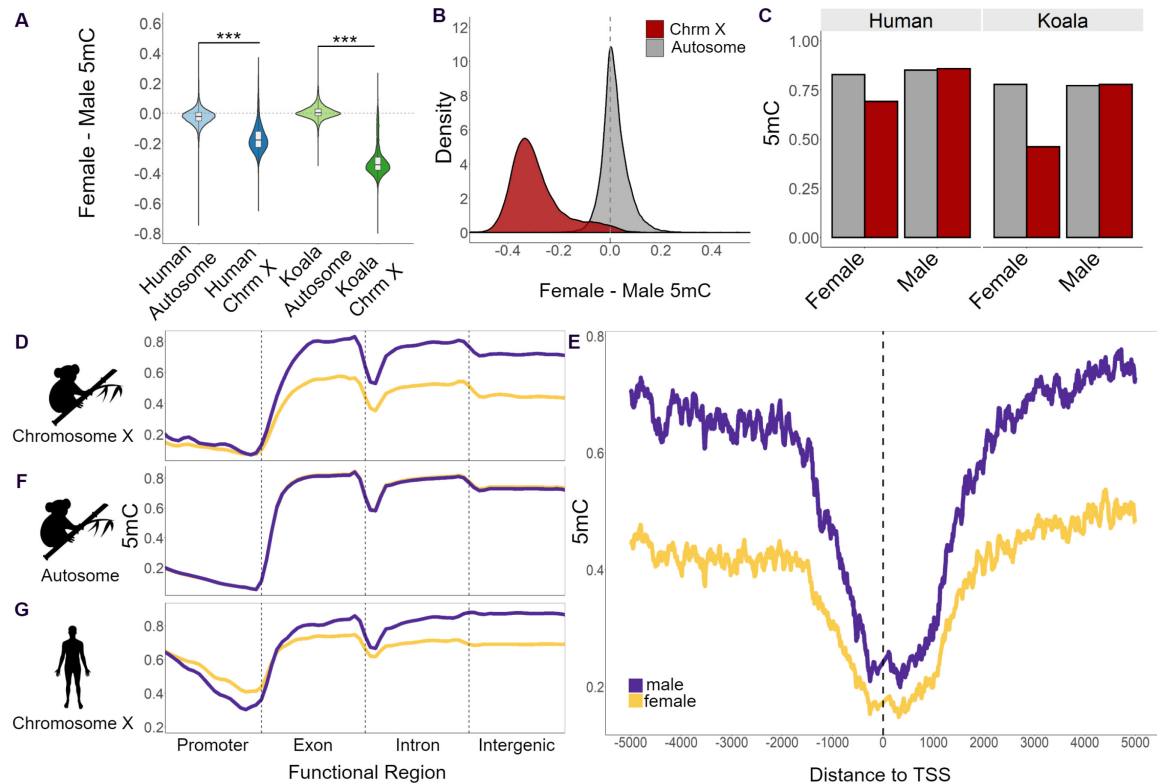 A
Female - Male 5mC
0.6
0.4
0.2
0.0
-0.2
-0.4
-0.6
-0.8
***
***
Human
Autosome
Human
Chrm X
Koala
Autosome
Koala
Chrm X
B
Density
12
10
8
6
4
2
0
-0.4
-0.2
0.0
0.2
0.4
Female - Male 5mC
Chrm X
Autosome
C
Human
Koala
5mC
1.00
0.75
0.50
0.25
0.00
Female
Male
Female
Male
D
Chromosome X
0.8
0.6
0.4
0.2
F
Autosome
5mC
0.8
0.6
0.4
0.2
G
Chromosome X
0.8
0.6
0.4
0.2
Promoter
Exon
Intron
Intergenic
Functional Region
E
5mC
0.8
0.6
0.4
0.2
male
female
-5000
-4000
-3000
-2000
-1000
0
1000
2000
3000
4000
5000
Distance to TSS